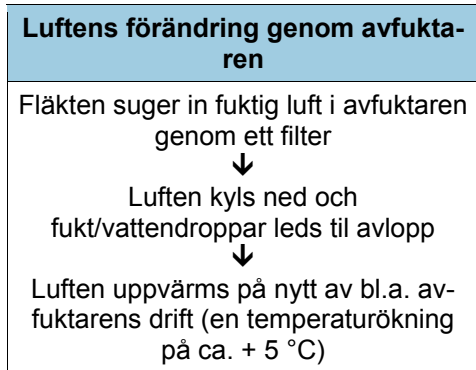 Luftens förändring genom avfukta-
ren
Fläkten suger in fuktig luft i avfuktaren
genom ett filter
↓
Luften kyls ned och
fukt/vattendroppar leds til avlopp
↓
Luften uppvärms på nytt av bl.a. av-
fuktarens drift (en temperaturökning
på ca. + 5 °C)